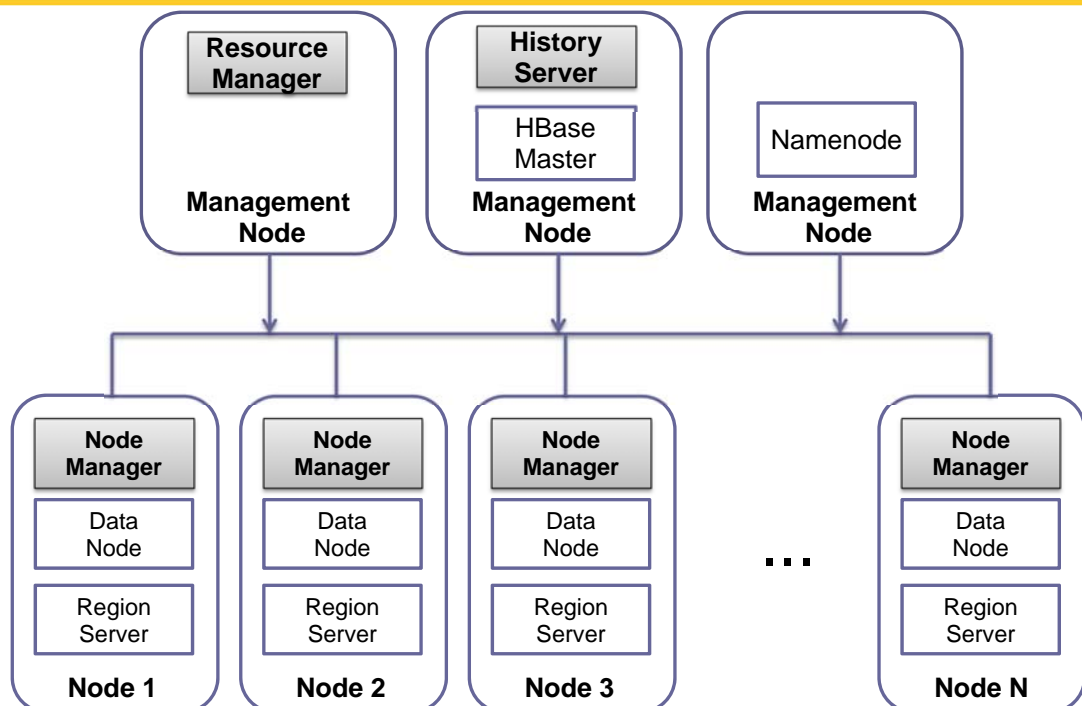 Resource
Manager
Management
Node
History
Server
HBase
Master
Management
Node
Namenode
Management
Node
Node
Manager
Data
Node
Region
Server
Node 1
Node
Manager
Data
Node
Region
Server
Node 2
Node
Manager
Data
Node
Region
Server
Node 3
...
Node
Manager
Data
Node
Region
Server
Node N